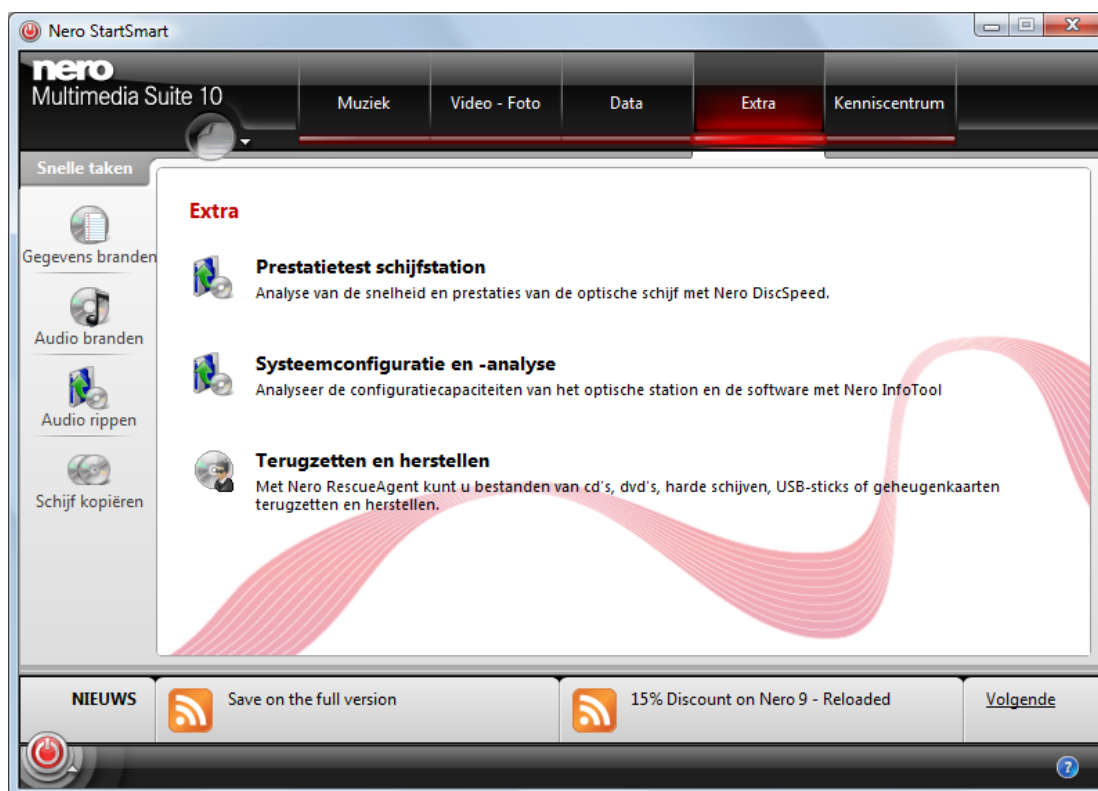 Nero StartSmart
nero
Multimedia Suite 10
Muziek
Video - Foto
Data
Extra
Kenniscentrum
Snelle taken
Gegevens branden
Audio branden
Audio rippen
Schijf kopiëren
Extra
Prestatietest schijfstation
Analyse van de snelheid en prestaties van de optische schijf met Nero DiscSpeed.
Systeemconfiguratie en -analyse
Analyseer de configuratiecapaciteiten van het optische station en de software met Nero InfoTool
Terugzetten en herstellen
Met Nero RescueAgent kunt u bestanden van cd's, dvd's, harde schijven, USB-sticks of geheugenkaarten
terugzetten en herstellen.
NIEUWS
Save on the full version
15% Discount on Nero 9 - Reloaded
Volgende
?